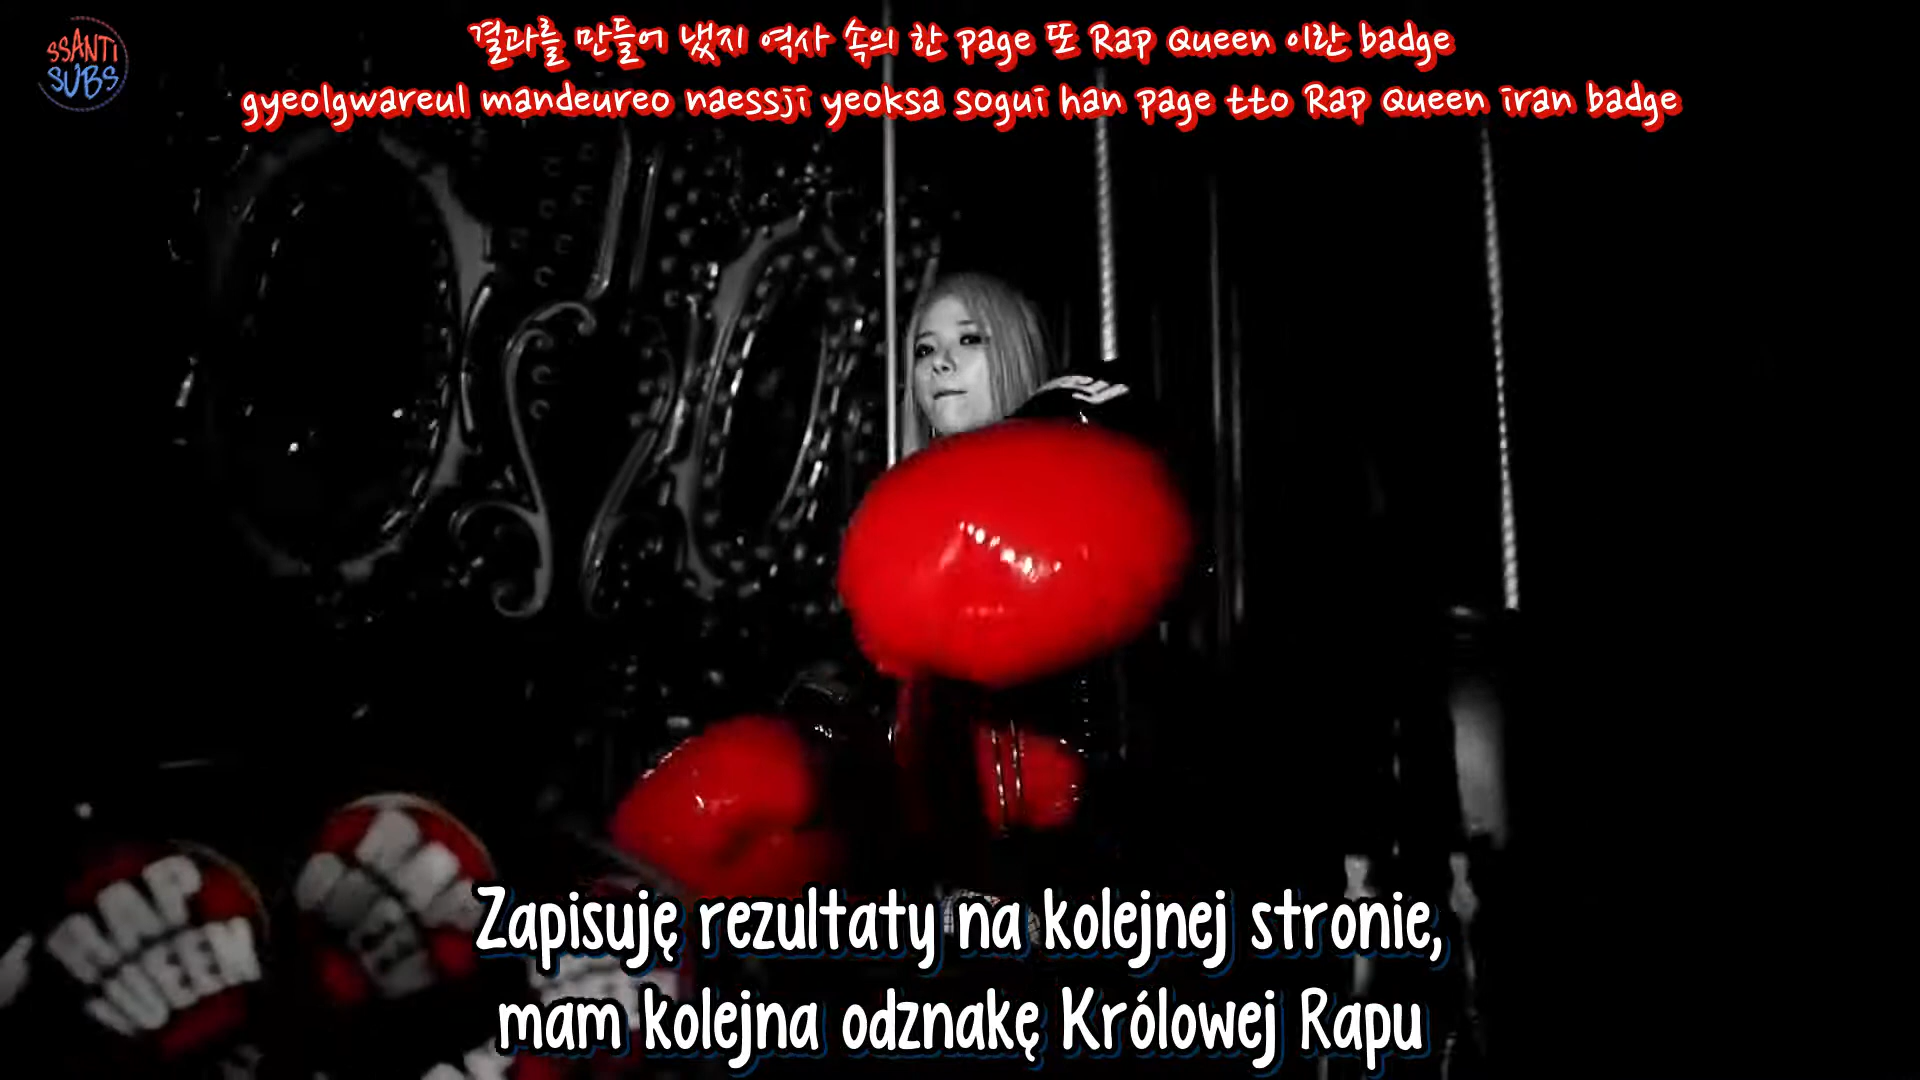 SSANTI
SUBS
결과를 만들어 냈지 역사 속의 한 page 또 Rap Queen 이란 badge
gyeolgwareul mandeureo naessji yeoksa sogui han page tto Rap Queen iran badge
RAP
QUEEN
Zapisuję rezultaty na kolejnej stronie,
mam kolejna odznakę Królowej Rapu